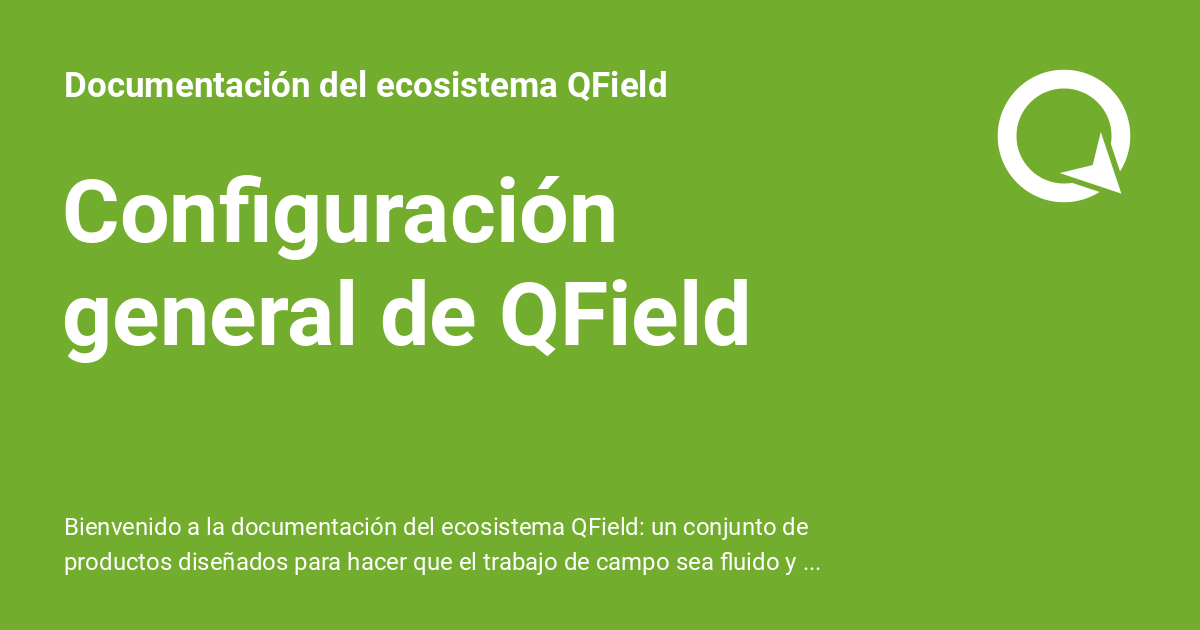 Documentación del ecosistema QField
Configuración
general de QField
Bienvenido a la documentación del ecosistema QField: un conjunto de
productos diseñados para hacer que el trabajo de campo sea fluido y ...